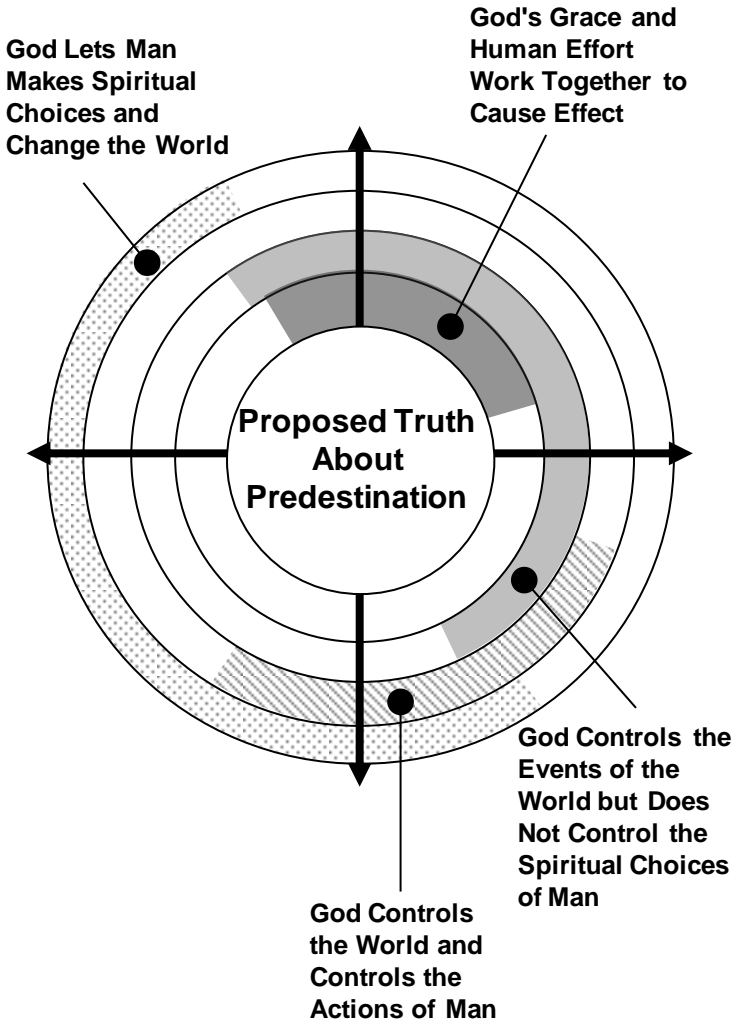 God Lets Man
Makes Spiritual
Choices and
Change the World
God's Grace and
Human Effort
Work Together to
Cause Effect
Proposed Truth
About
Predestination
God Controls the
Events of the
World but Does
Not Control the
Spiritual Choices
of Man
God Controls
the World and
Controls the
Actions of Man